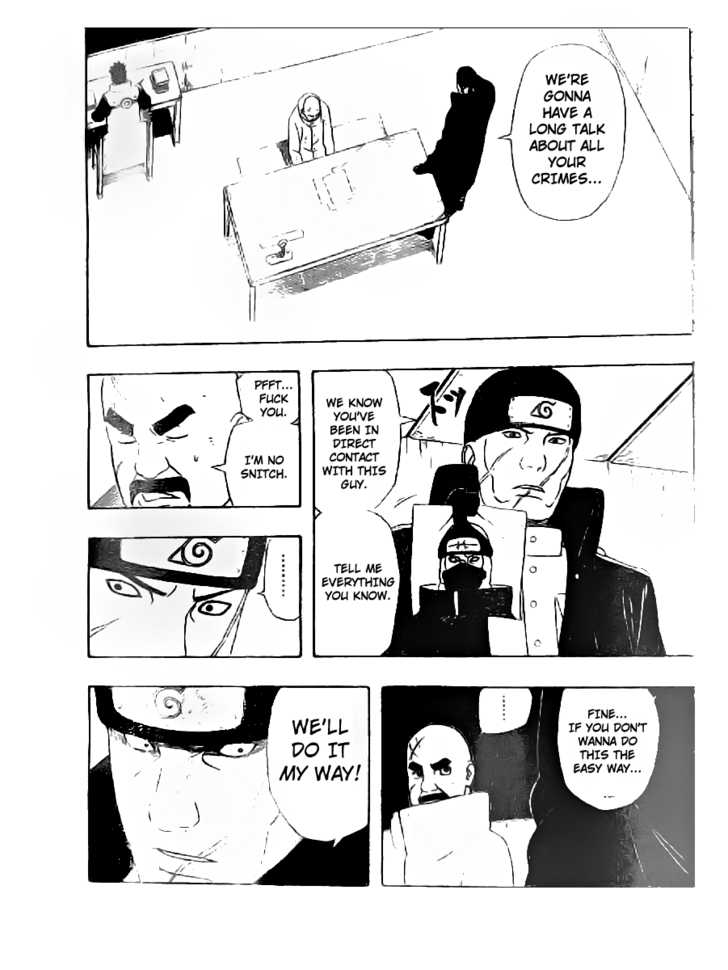 WE'RE
GONNA
HAVE A
LONG TALK
ABOUT ALL
YOUR
CRIMES...
WE KNOW
YOU'VE
BEEN IN
DIRECT
CONTACT
WITH THIS
GUY.
TELL ME
EVERYTHING
YOU KNOW.
PFFT...
FUCK
YOU.
I'M NO
SNITCH.
.........
FINE...
IF YOU DON'T
WANNA DO
THIS THE
EASY WAY...
...
.........
WE'LL
DO IT
MY WAY!